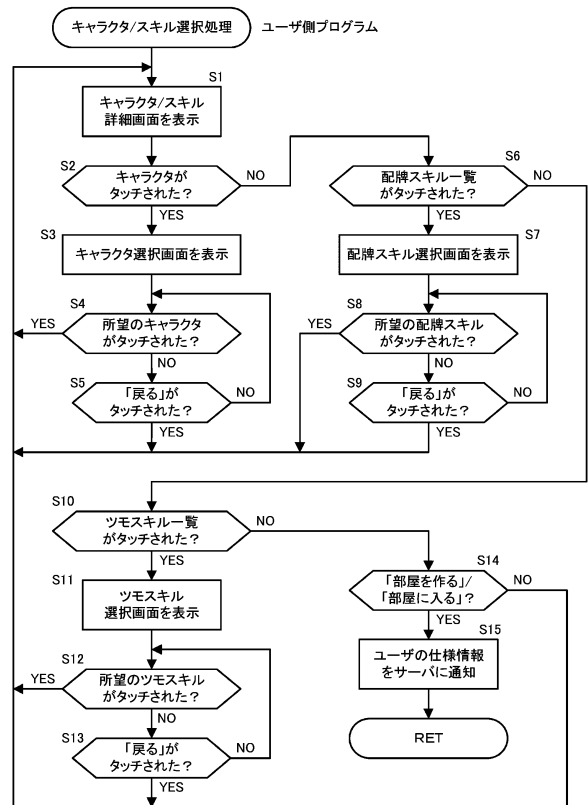 キャラクタ/スキル選択処理
ユーザ側プログラム
S1
キャラクタ/スキル
詳細画面を表示
S2
キャラクタが
タッチされた？
NO
YES
S6
配牌スキル一覧
がタッチされた？
NO
YES
S3
キャラクタ選択画面を表示
S7
配牌スキル選択画面を表示
S4
YES
所望のキャラクタ
がタッチされた？
NO
S8
YES
所望の配牌スキル
がタッチされた？
NO
S5
「戻る」が
タッチされた？
NO
YES
S9
「戻る」が
タッチされた？
NO
YES
S10
ツモスキル一覧
がタッチされた？
NO
YES
S14
「部屋を作る」/
「部屋に入る」？
NO
YES
S11
ツモスキル
選択画面を表示
S15
ユーザの仕様情報
をサーバに通知
S12
YES
所望のツモスキル
がタッチされた？
NO
RET
S13
「戻る」が
タッチされた？
NO
YES